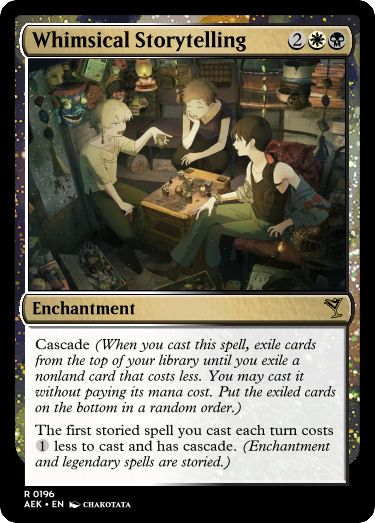 Whimsical Storytelling 2
Enchantment
Cascade (When you cast this spell, exile cards
from the top of your library until you exile a
nonland card that costs less. You may cast it
without paying its mana cost. Put the exiled cards
on the bottom in a random order.)
The first storied spell you cast each turn costs
1 less to cast and has cascade. (Enchantment
and legendary spells are storied.)
R 0196
AEK • EN CHAKOTATA